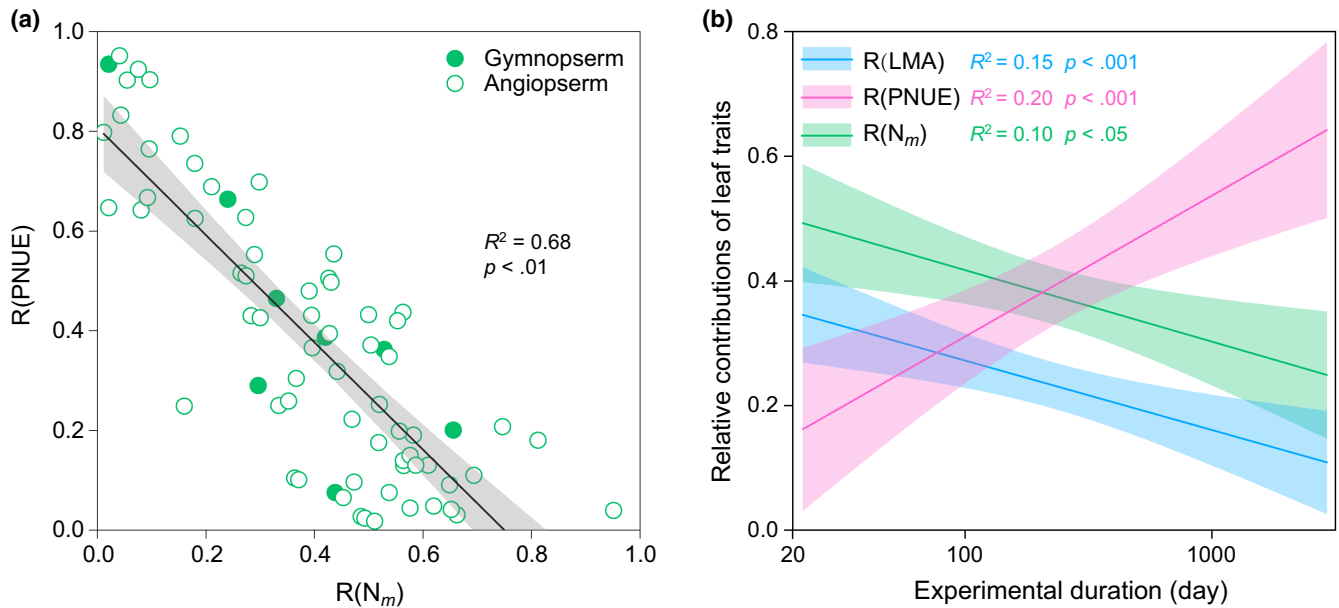 (a)
1.0
0.8
0.6
0.4
0.2
0.0
R(PNUE)
0.0 0.2 0.4 0.6 0.8 1.0
R(Nm)
Gymnopserm
Angiopserm
R² = 0.68
p < .01
(b)
0.8
0.6
0.4
0.2
0.0
Relative contributions of leaf traits
R(LMA) R² = 0.15 p < .001
R(PNUE) R² = 0.20 p < .001
R(Nm) R² = 0.10 p < .05
22 100 1000
Experimental duration (day)